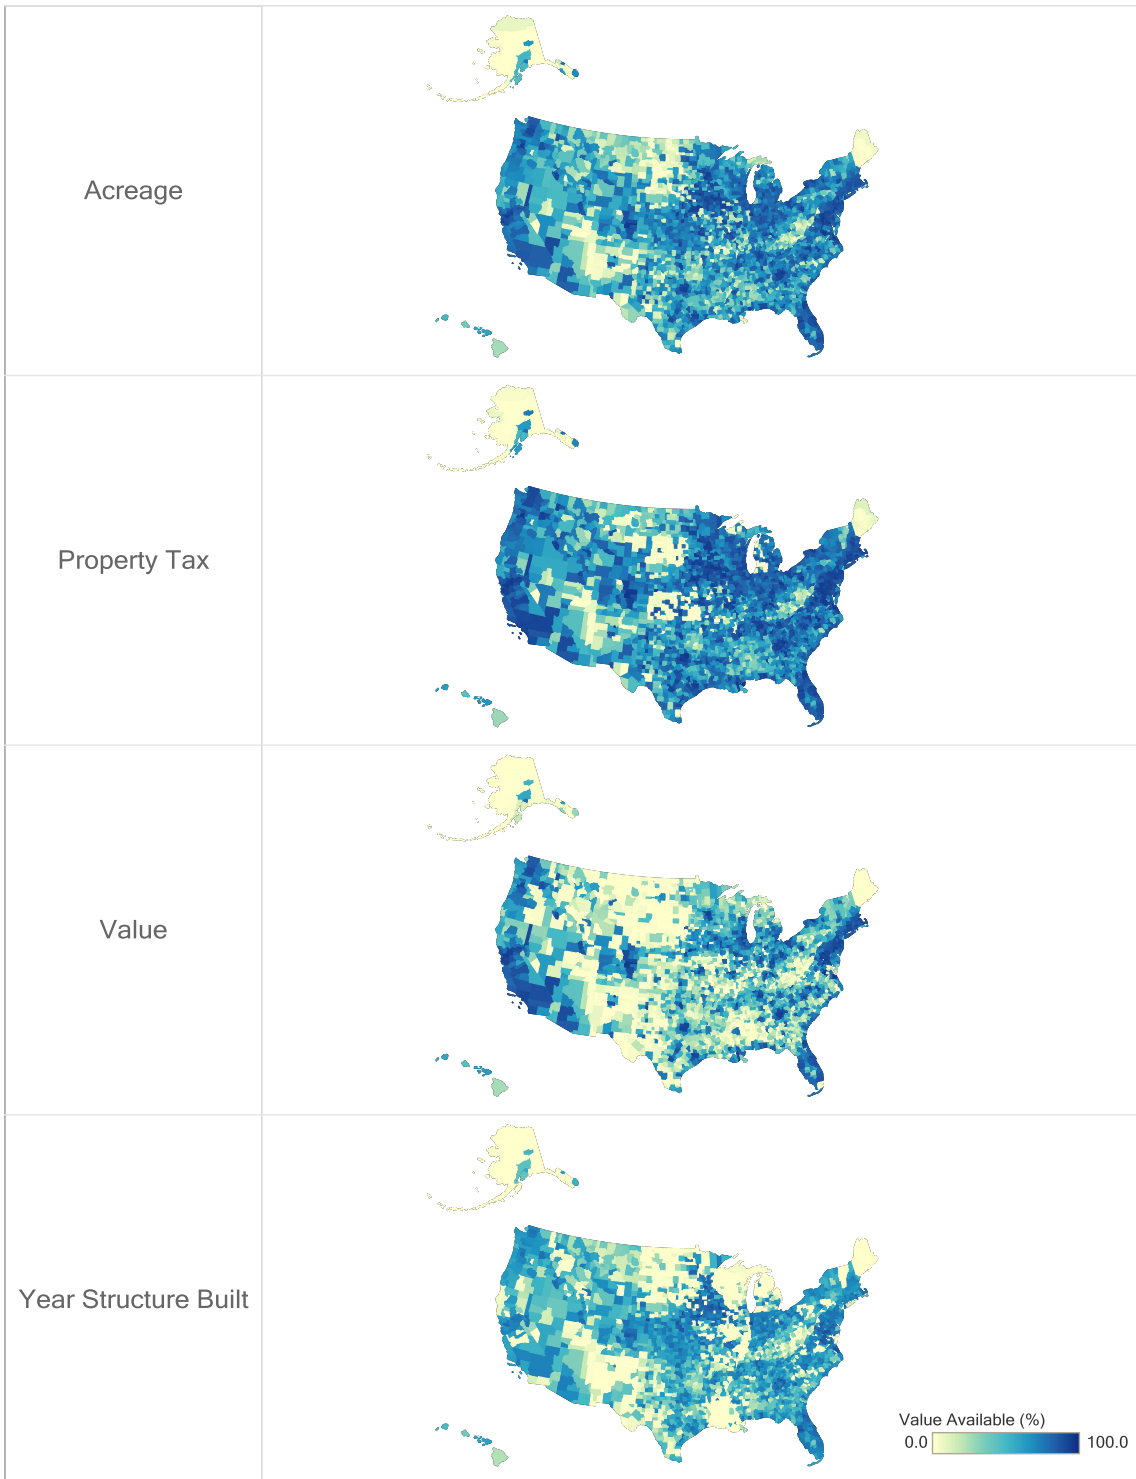 Acreage
Property Tax
Value
Year Structure Built
Value Available (%)
0.0 100.0